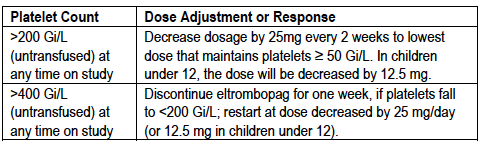 Platelet Count
Dose Adjustment or Response
>200 Gi/L
(untransfused) at
any time on study
Decrease dosage by 25mg every 2 weeks to lowest
dose that maintains platelets ≥ 50 Gi/L. In children
under 12, the dose will be decreased by 12.5 mg.
>400 Gi/L
(untransfused) at
any time on study
Discontinue eltrombopag for one week, if platelets fall
to <200 Gi/L; restart at dose decreased by 25 mg/day
(or 12.5 mg in children under 12).